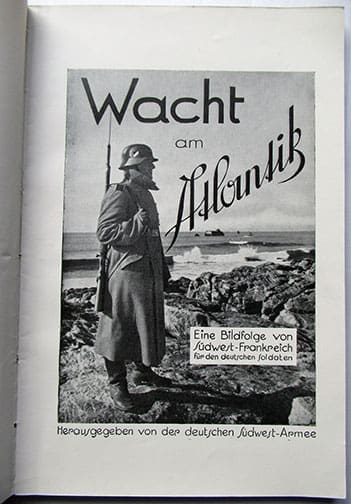 Wacht
am
Atlantik
Eine Bildfolge von
Südwest-Frankreich
für den deutschen Soldaten
Herausgegeben von der deutschen Südwest-Armee